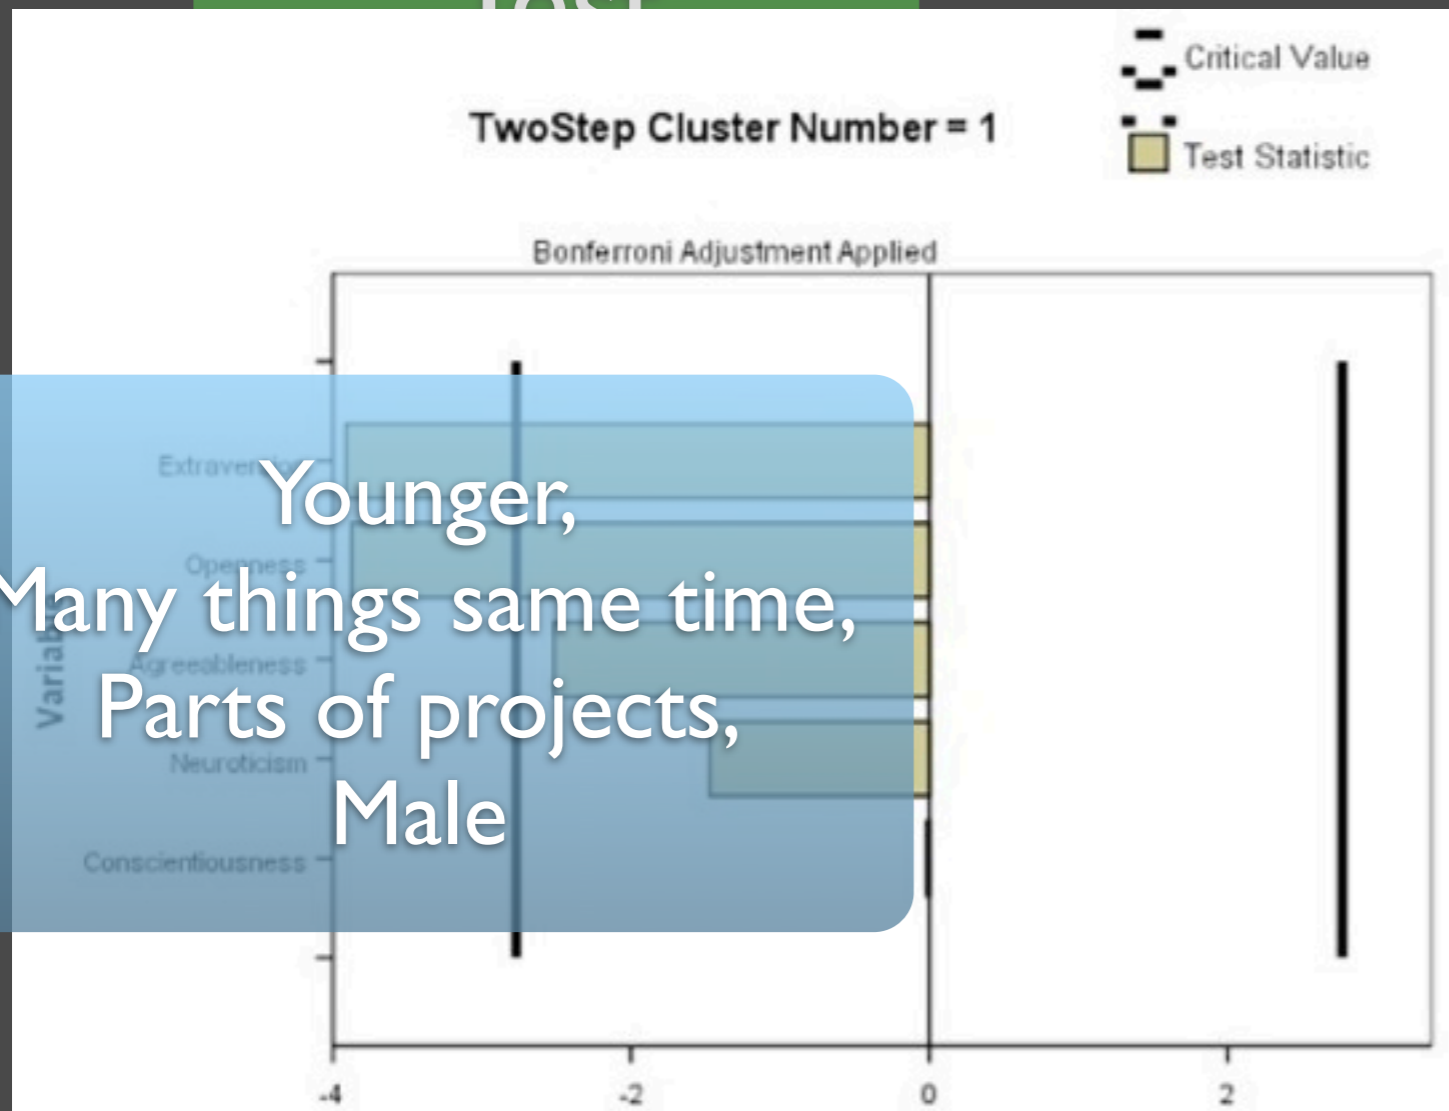 Critical Value
TwoStep Cluster Number = 1
Test Statistic
Bonferroni Adjustment Applied
Extraversion
Younger,
Openness
Many things same time,
Agreeableness
Parts of projects,
Neuroticism
Male
Conscientiousness
-4 -2 0 2